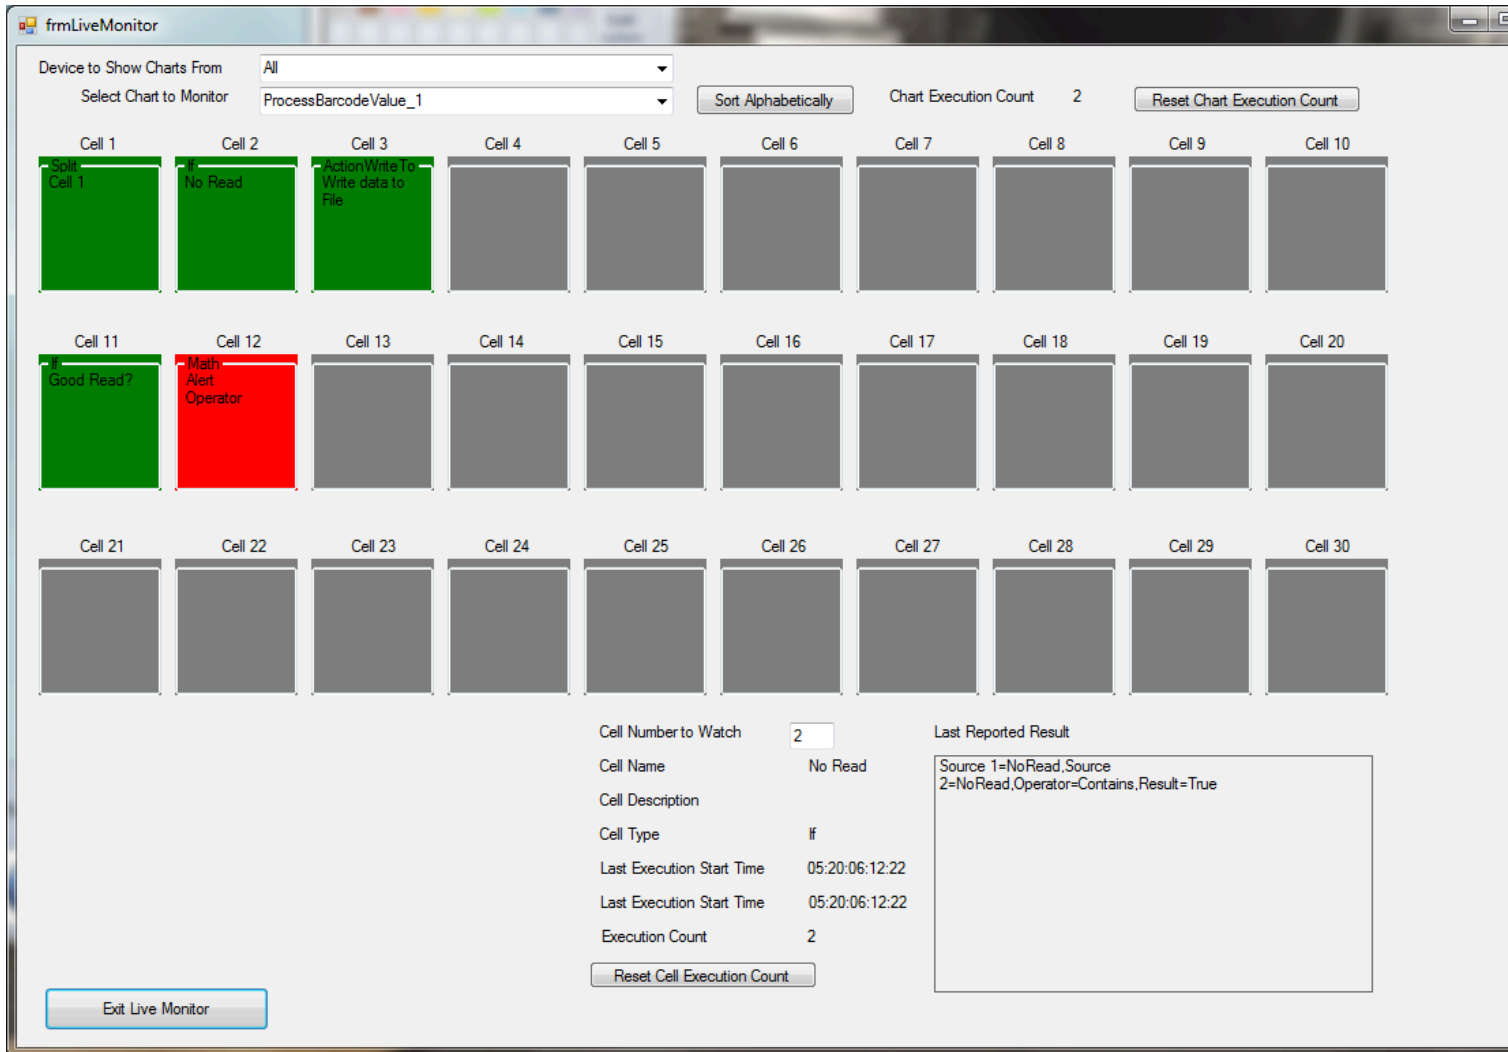 frmLiveMonitor
Device to Show Charts From All
Select Chart to Monitor ProcessBarcodeValue_1 Sort Alphabetically Chart Execution Count 2 Reset Chart Execution Count
Cell 1 Cell 2 Cell 3 Cell 4 Cell 5 Cell 6 Cell 7 Cell 8 Cell 9 Cell 10
Split If ActionWriteTo
Cell 1 No Read Write data to
File
Cell 11 Cell 12 Cell 13 Cell 14 Cell 15 Cell 16 Cell 17 Cell 18 Cell 19 Cell 20
If Math
Good Read? Alert
Operator
Cell 21 Cell 22 Cell 23 Cell 24 Cell 25 Cell 26 Cell 27 Cell 28 Cell 29 Cell 30
Cell Number to Watch 2 Last Reported Result
Cell Name No Read Source 1=NoRead,Source
2=NoRead,Operator=Contains,Result=True
Cell Description
Cell Type If
Last Execution Start Time 05:20:06:12:22
Last Execution Start Time 05:20:06:12:22
Execution Count 2
Reset Cell Execution Count
Exit Live Monitor